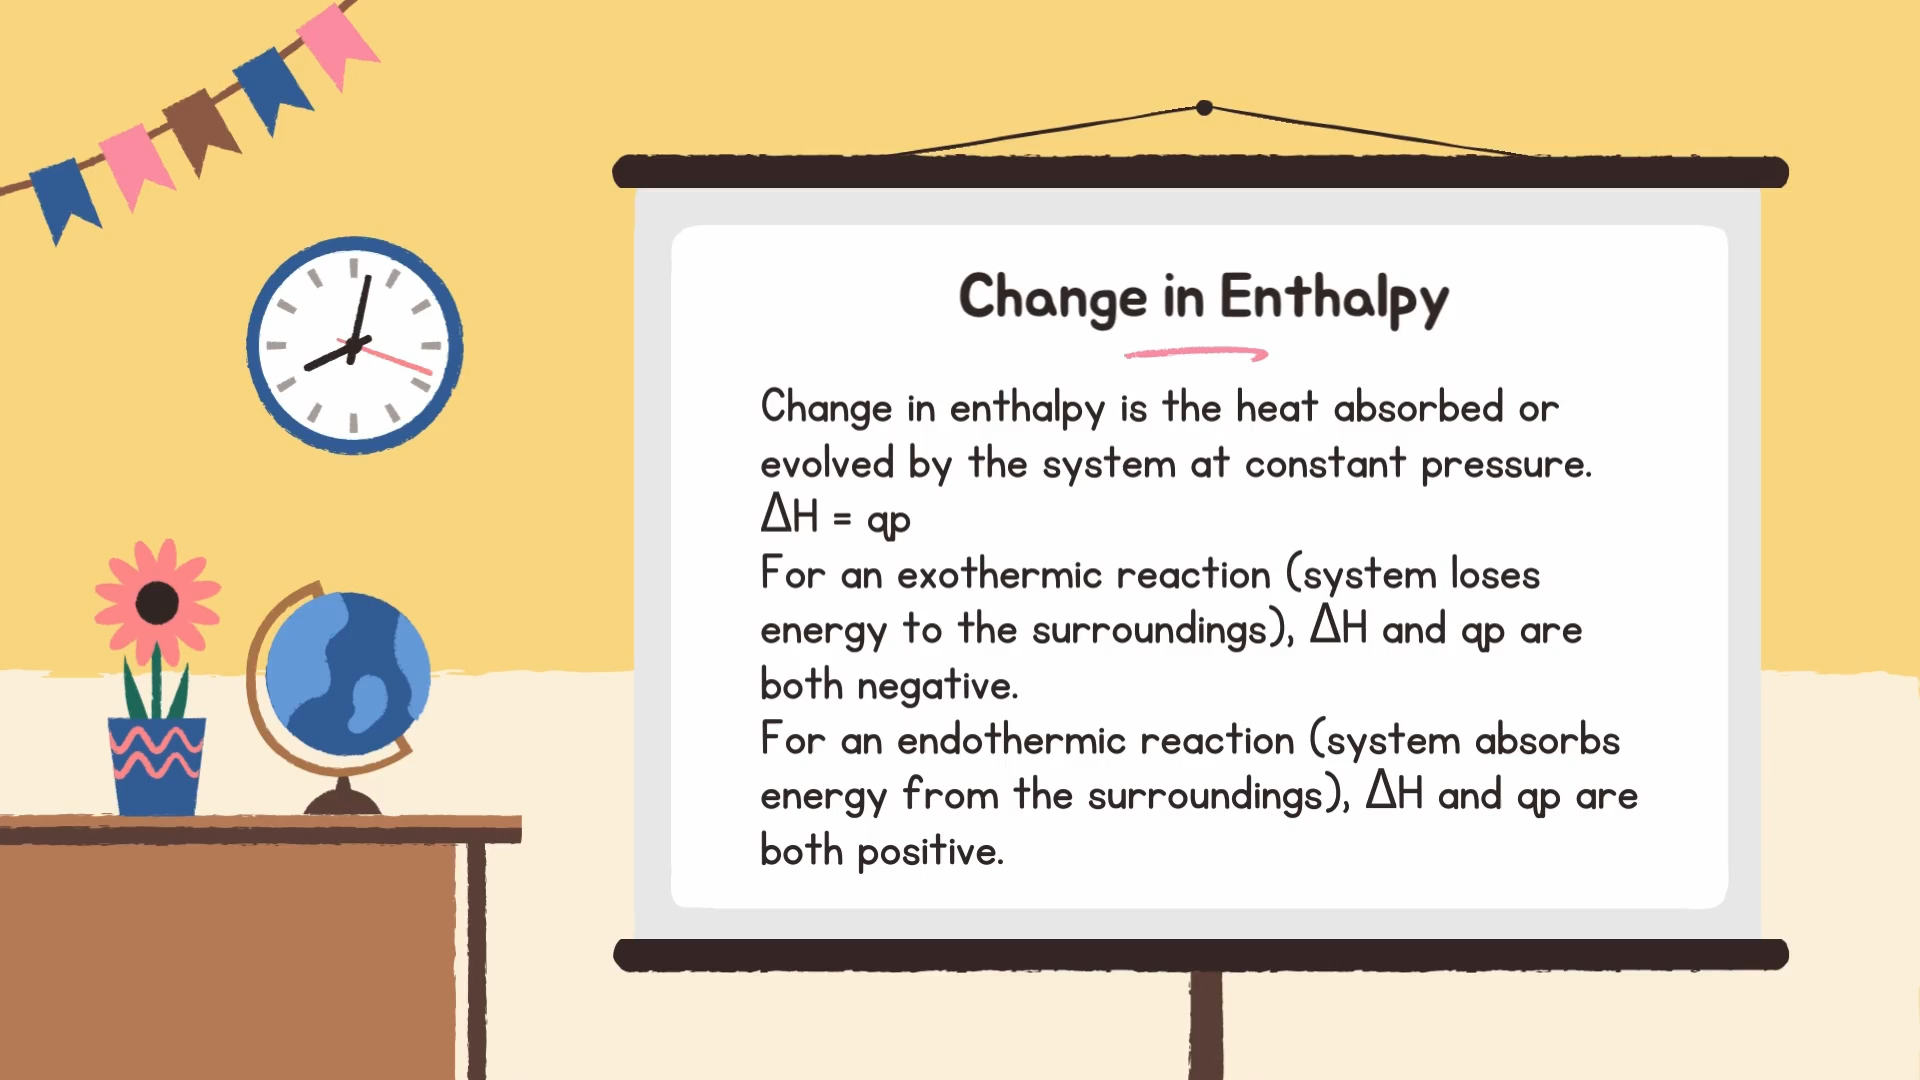 Change in Enthalpy
Change in enthalpy is the heat absorbed or
evolved by the system at constant pressure.
ΔH = qp
For an exothermic reaction (system loses
energy to the surroundings), ΔH and qp are
both negative.
For an endothermic reaction (system absorbs
energy from the surroundings), ΔH and qp are
both positive.